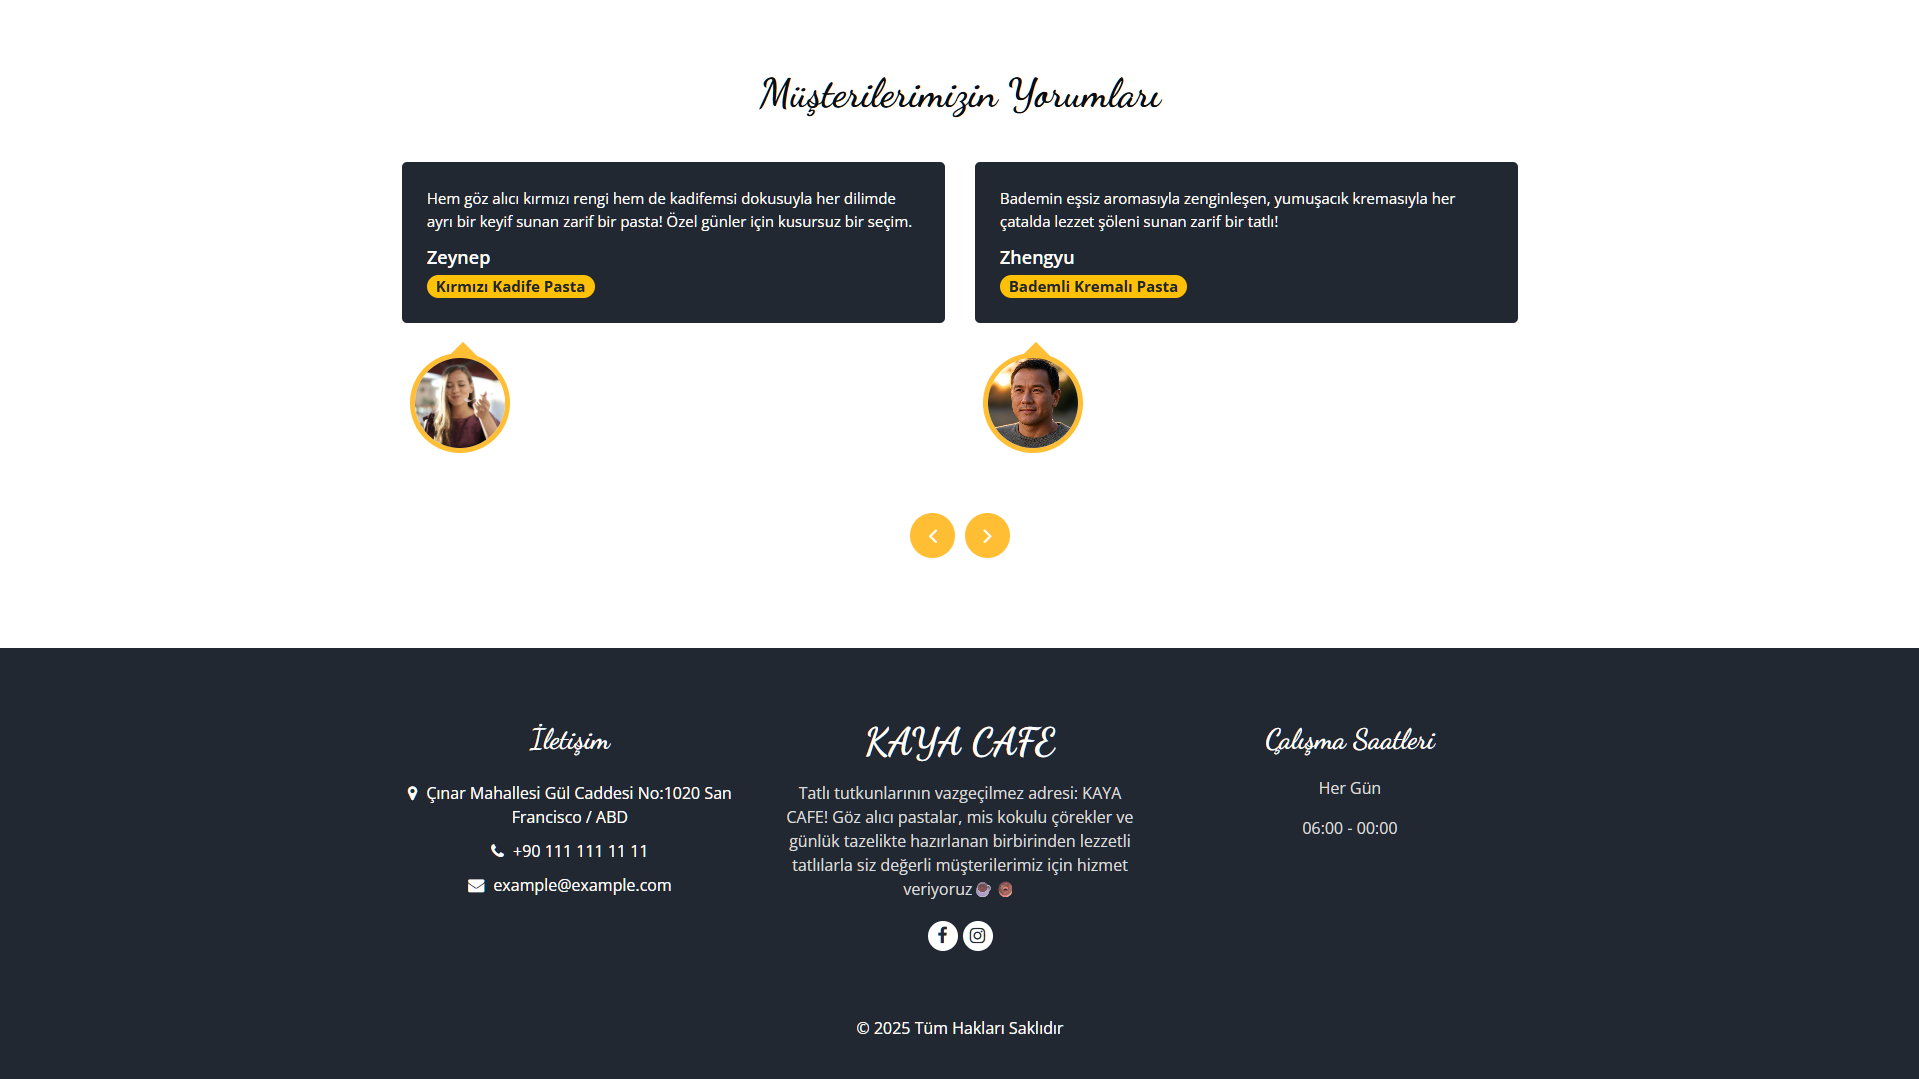 Müşterilerimizin Yorumları
Hem göz alıcı kırmızı rengi hem de kadifemsi dokusuyla her dilimde
ayrı bir keyif sunan zarif bir pasta! Özel günler için kusursuz bir seçim.
Zeynep
Kırmızı Kadife Pasta
Bademin eşsiz aromasıyla zenginleşen, yumuşacık kremasıyla her
çatalda lezzet şöleni sunan zarif bir tatlı!
Zhengyu
Bademli Kremalı Pasta
İletişim
Çınar Mahallesi Gül Caddesi No:1020 San
Francisco / ABD
+90 111 111 11 11
example@example.com
KAYA CAFE
Tatlı tutkunlarının vazgeçilmez adresi: KAYA
CAFE! Göz alıcı pastalar, mis kokulu çörekler ve
günlük tazelikte hazırlanan birbirinden lezzetli
tatlılarla siz değerli müşterilerimiz için hizmet
veriyoruz
Çalışma Saatleri
Her Gün
06:00 - 00:00
© 2025 Tüm Hakları Saklıdır